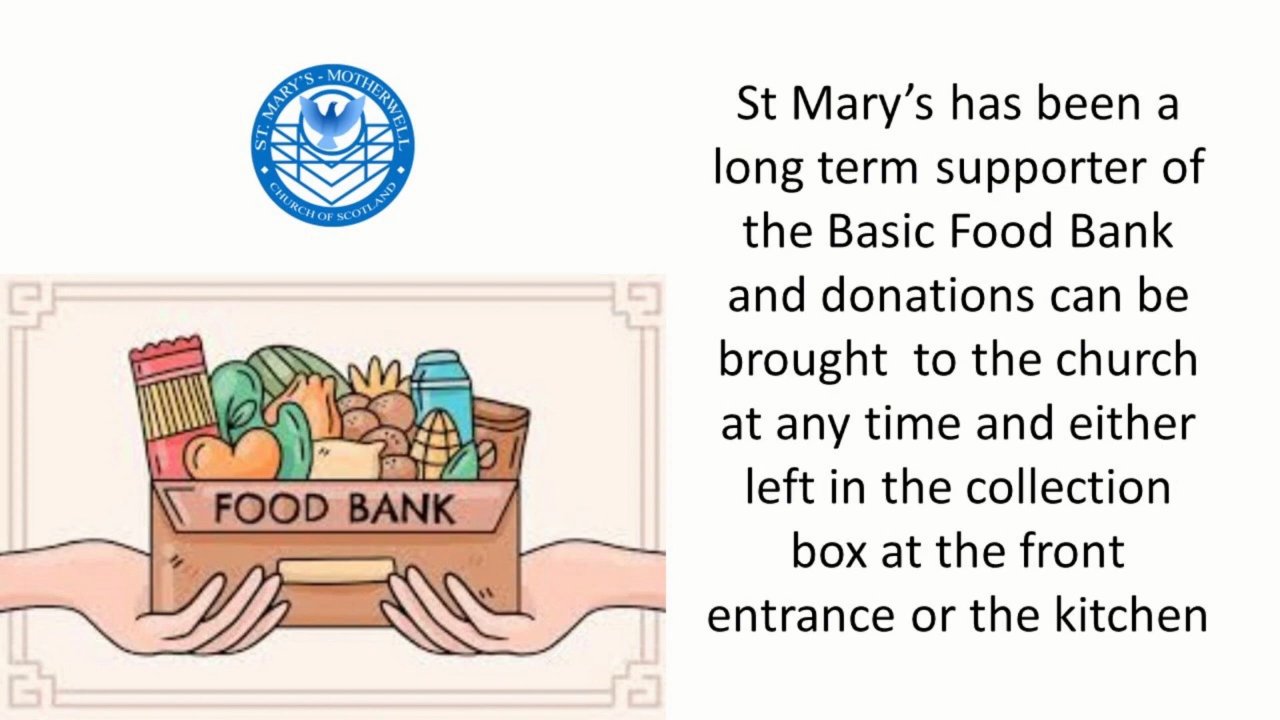 ST. MARY'S - MOTHERWELL
CHURCH OF SCOTLAND
FOOD BANK
St Mary’s has been a
long term supporter of
the Basic Food Bank
and donations can be
brought  to the church
at any time and either
left in the collection
box at the front
entrance or the kitchen